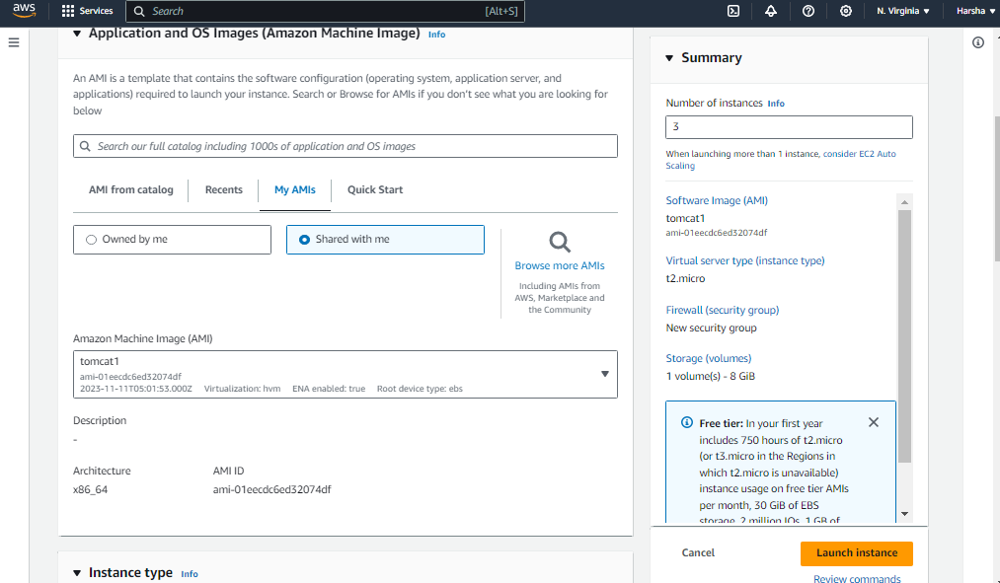 aws
Services
Search
[Alt+S]
N. Virginia
Harsha
Application and OS Images (Amazon Machine Image) Info
An AMI is a template that contains the software configuration (operating system, application server, and
applications) required to launch your instance. Search or Browse for AMIs if you don't see what you are looking for
below
Search our full catalog including 1000s of application and OS images
AMI from catalog
Recents
My AMIs
Quick Start
Owned by me
Shared with me
Browse more AMIs
Including AMIs from
AWS, Marketplace and
the Community
Amazon Machine Image (AMI)
tomcat1
ami-01eecdc6ed32074df
2023-11-11T05:01:53.000Z Virtualization: hvm ENA enabled: true Root device type: ebs
Description
-
Architecture
x86_64
AMI ID
ami-01eecdc6ed32074df
Instance type Info
Summary
Number of instances Info
3
When launching more than 1 instance, consider EC2 Auto
Scaling
Software Image (AMI)
tomcat1
ami-01eecdc6ed32074df
Virtual server type (instance type)
t2.micro
Firewall (security group)
New security group
Storage (volumes)
1 volume(s) - 8 GiB
Free tier: In your first year
includes 750 hours of t2.micro
(or t3.micro in the Regions in
which t2.micro is unavailable)
instance usage on free tier AMIs
per month, 30 GiB of EBS
storage, 2 million IOs, 1 GB of
Cancel
Launch instance
Review commands